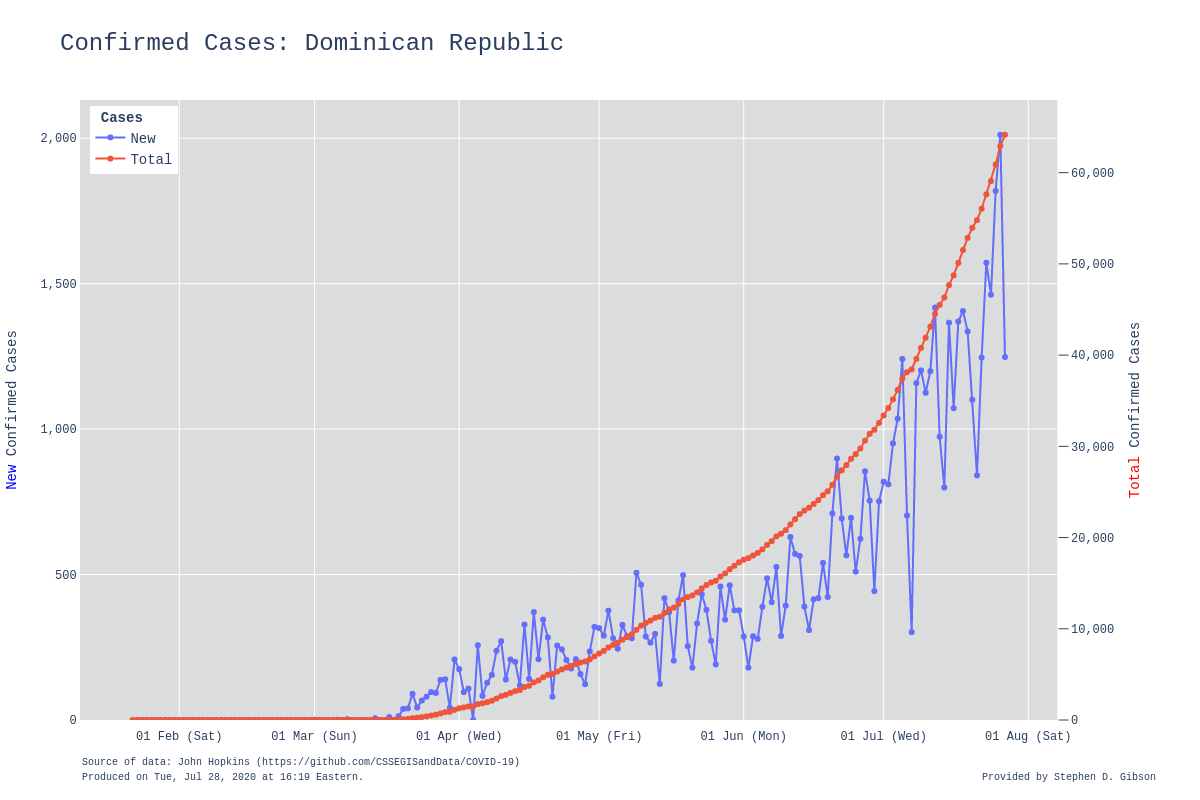 Confirmed Cases: Dominican Republic
Cases
New
Total
2,000
1,500
1,000
500
0
60,000
50,000
40,000
30,000
20,000
10,000
0
New Confirmed Cases
Total Confirmed Cases
01 Feb (Sat) 01 Mar (Sun) 01 Apr (Wed) 01 May (Fri) 01 Jun (Mon) 01 Jul (Wed) 01 Aug (Sat)
Source of data: John Hopkins (https://github.com/CSSEGISandData/COVID-19)
Produced on Tue, Jul 28, 2020 at 16:19 Eastern.
Provided by Stephen D. Gibson